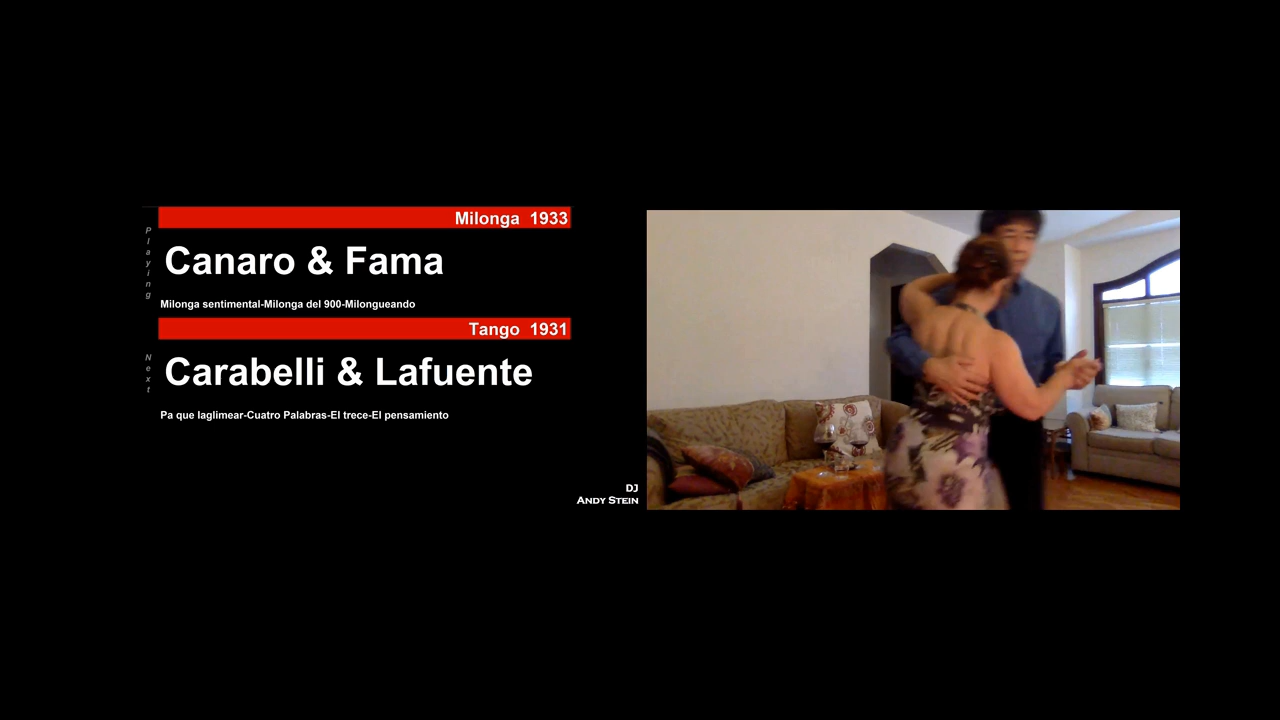 Playing
Milonga 1933
Canaro & Fama
Milonga sentimental-Milonga del 900-Milongueando
Next
Tango 1931
Carabelli & Lafuente
Pa que laglimear-Cuatro Palabras-El trece-El pensamiento
DJ
ANDY STEIN